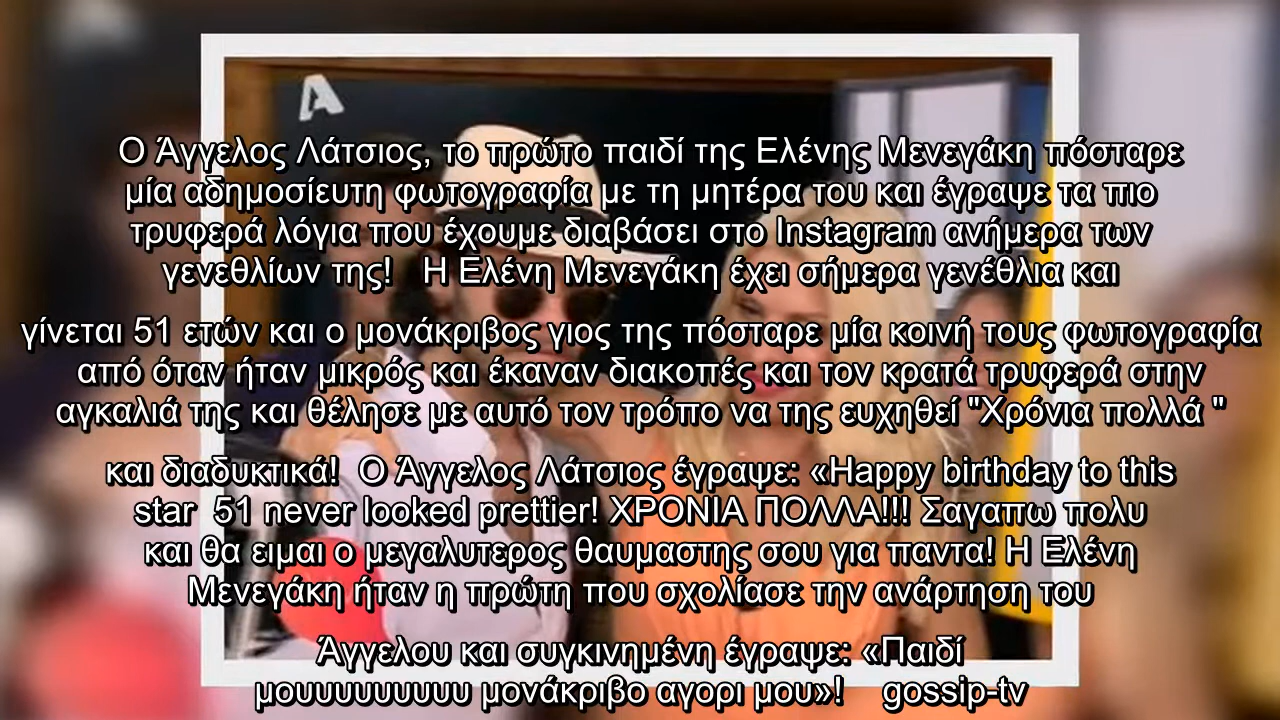 Ο Άγγελος Λάτσιος, το πρώτο παιδί της Ελένης Μενεγάκη πόσταρε
μία αδημοσίευτη φωτογραφία με τη μητέρα του και έγραψε τα πιο
τρυφερά λόγια που έχουμε διαβάσει στο Instagram ανήμερα των
γενεθλίων της! Η Ελένη Μενεγάκη έχει σήμερα γενέθλια και
γίνεται 51 ετών και ο μονάκριβος γιος της πόσταρε μία κοινή τους φωτογραφία
από όταν ήταν μικρός και έκαναν διακοπές και τον κρατά τρυφερά στην
αγκαλιά της και θέλησε με αυτό τον τρόπο να της ευχηθεί "Χρόνια πολλά "
και διαδυκτικά! Ο Άγγελος Λάτσιος έγραψε: «Happy birthday to this
star 51 never looked prettier! ΧΡΟΝΙΑ ΠΟΛΛΑ!!! Σαγαπω πολυ
και θα ειμαι ο μεγαλυτερος θαυμαστης σου για παντα! Η Ελένη
Μενεγάκη ήταν η πρώτη που σχολίασε την ανάρτηση του
Άγγελου και συγκινημένη έγραψε: «Παιδί
μουυυυυυυυυυ μονάκριβο αγορι μου»! gossip-tv